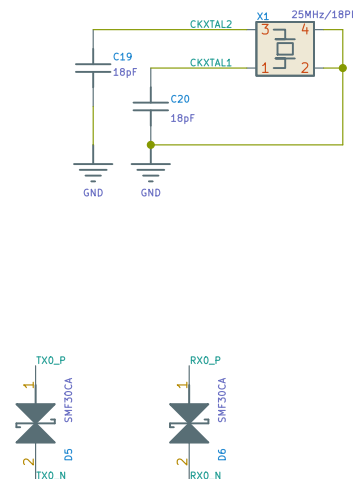 X1
25MHz/18P
CKXTAL2
3 4
C19
18pF
CKXTAL1
1 2
C20
18pF
GND GND
TX0_P RX0_P
1 1
SMF30CA SMF30CA
2 D5 2 D6
TX0_N RX0_N